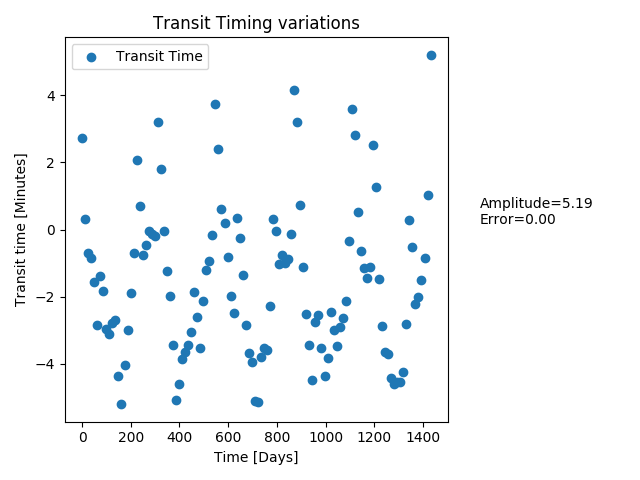 Transit Timing variations
Transit Time
Transit time [Minutes]
4
2
0
−2
−4
0 200 400 600 800 1000 1200 1400
Time [Days]
Amplitude=5.19
Error=0.00